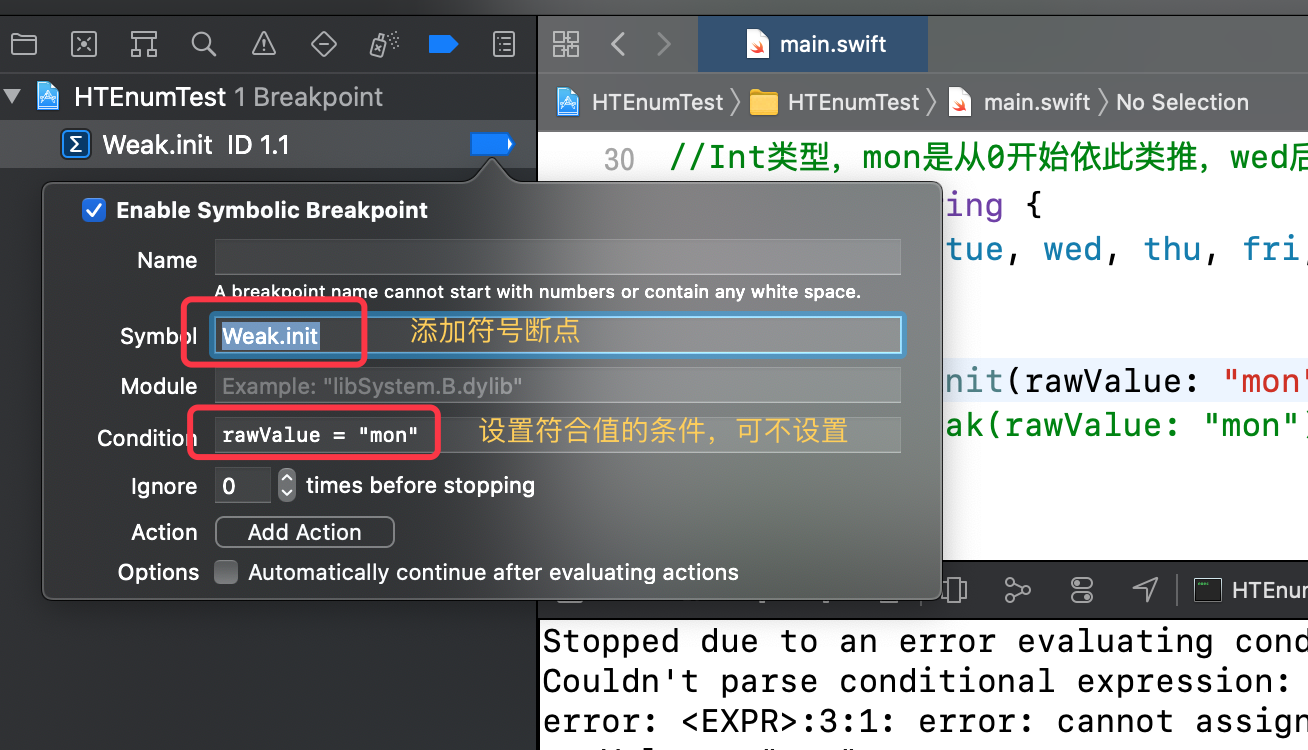 main.swift
HTEnumTest 1 Breakpoint
HTEnumTest HTEnumTest main.swift No Selection
Weak.init ID 1.1
30 //Int类型，mon是从0开始依此类推，wed后
Enable Symbolic Breakpoint
ing {
Name
tue, wed, thu, fri,
A breakpoint name cannot start with numbers or contain any white space.
Symbol Weak.init 添加符号断点
Module Example: "libSystem.B.dylib"
nit(rawValue: "mon"
Condition rawValue = "mon" 设置符合值的条件，可不设置
ak(rawValue: "mon")
Ignore 0 times before stopping
Action Add Action
Options Automatically continue after evaluating actions
HTEnum
Stopped due to an error evaluating cond
Couldn't parse conditional expression:
error: <EXPR>:3:1: error: cannot assign